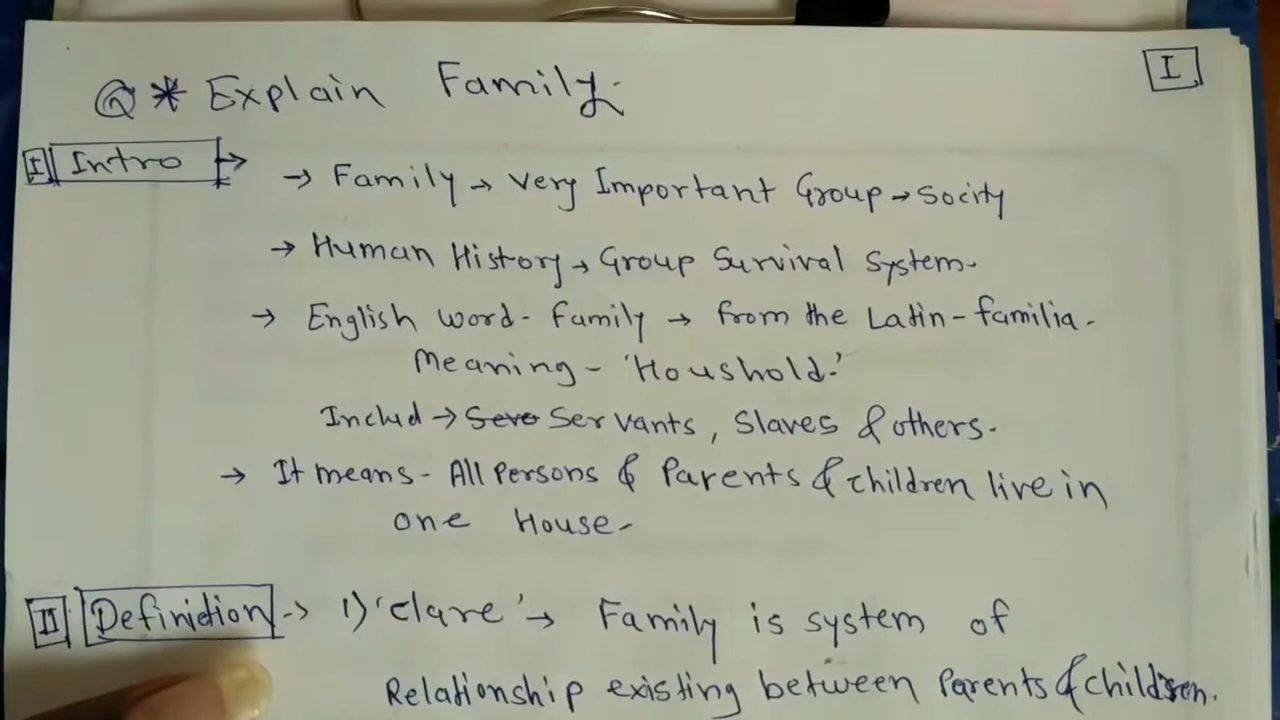 Q * Explain Family.
I
I Intro → → Family → Very Important Group → Socity
→ Human History → Group Survival System.
→ English word - family → from the Latin - familia.
Meaning - 'Houshold.'
Includ → Seve Servants, Slaves & others.
→ It means - All Persons & Parents & children live in
one House -
II Definidion → 1) 'Clare' → Family is system of
Relationship existing between Parents & children.